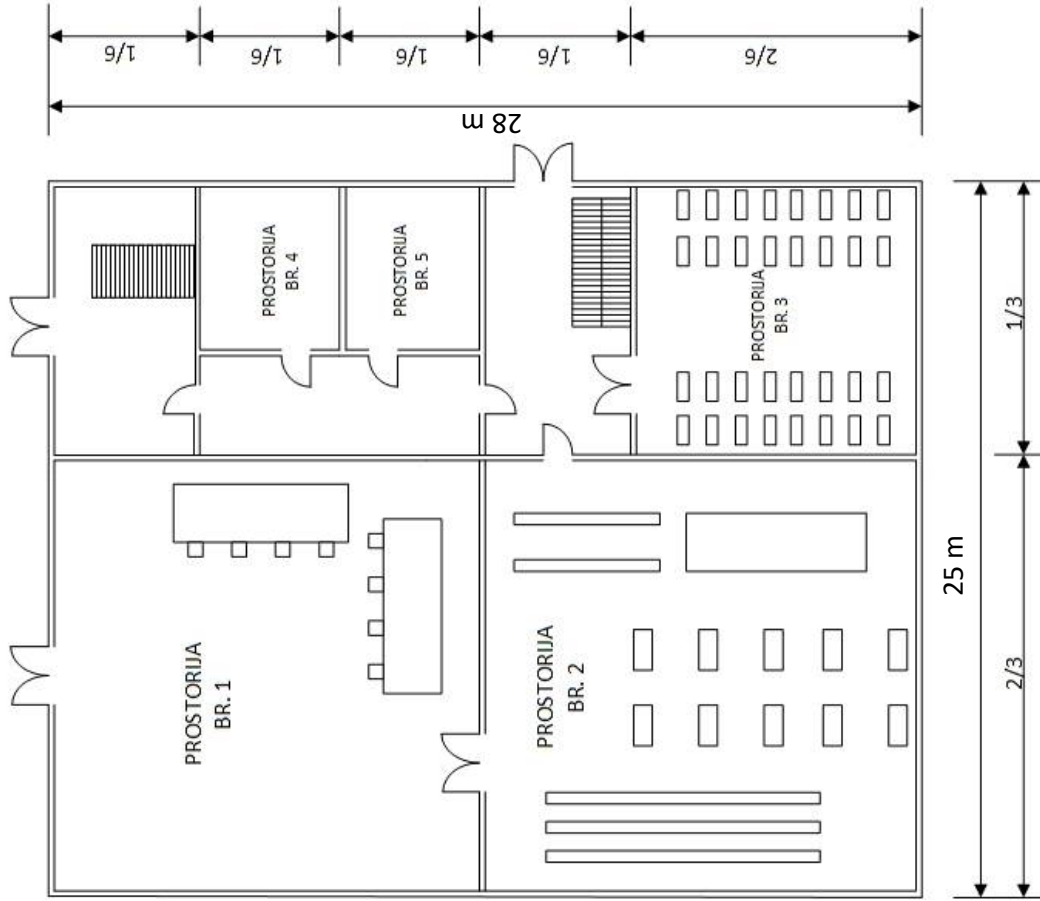 1/6
1/6
1/6
1/6
2/6
28 m
PROSTORIJA
BR. 4
PROSTORIJA
BR. 5
PROSTORIJA
BR. 3
PROSTORIJA
BR. 1
PROSTORIJA
BR. 2
25 m
1/3
2/3